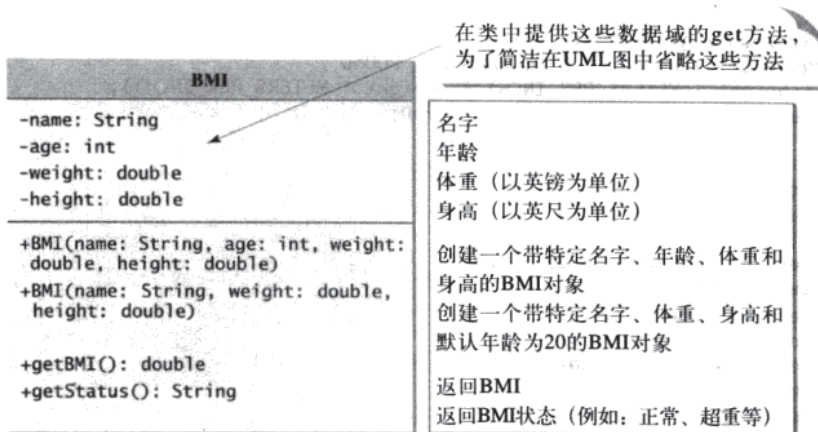 在类中提供这些数据域的get方法，
为了简洁在UML图中省略这些方法
BMI
-name: String
-age: int
-weight: double
-height: double
+BMI(name: String, age: int, weight:
double, height: double)
+BMI(name: String, weight: double,
height: double)
+getBMI(): double
+getStatus(): String
名字
年龄
体重（以英镑为单位）
身高（以英尺为单位）
创建一个带特定名字、年龄、体重和
身高的BMI对象
创建一个带特定名字、体重、身高和
默认年龄为20的BMI对象
返回BMI
返回BMI状态（例如：正常、超重等）